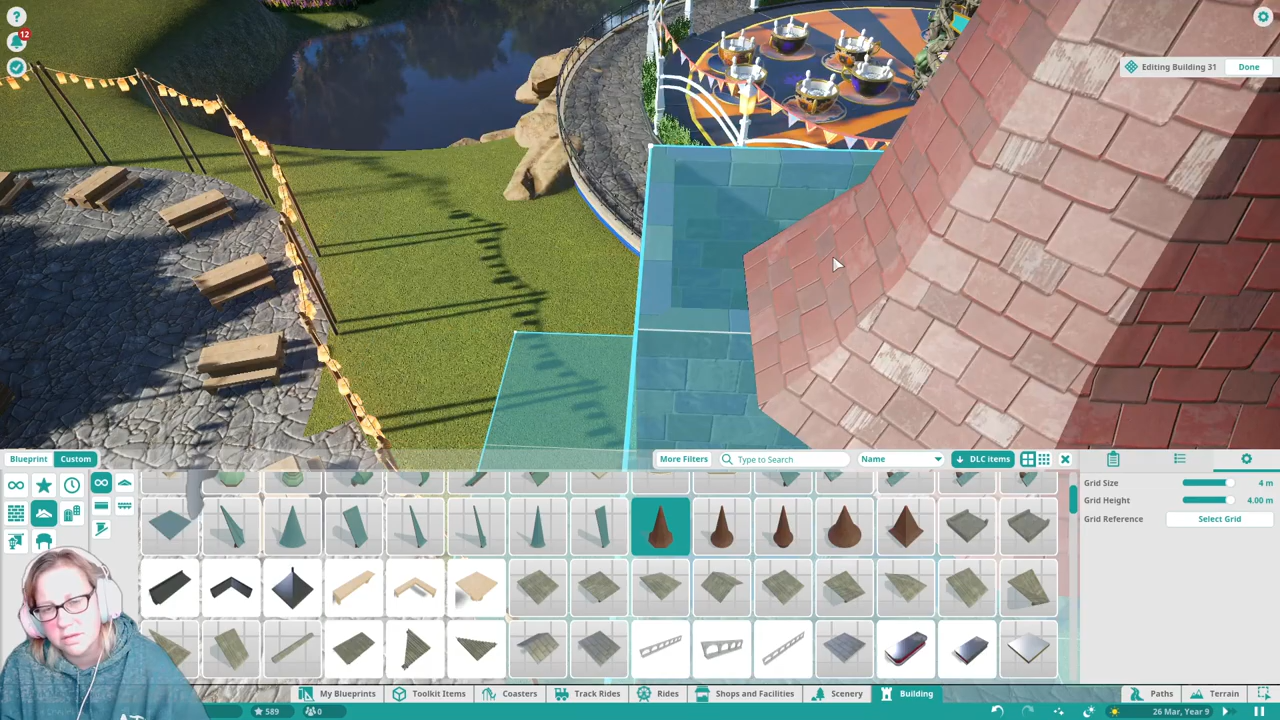 ?
12
Editing Building 31
Done
Blueprint
Custom
More Filters
Type to Search
Name
DLC items
Grid Size
4 m
Grid Height
4.00 m
Grid Reference
Select Grid
My Blueprints
Toolkit Items
Coasters
Track Rides
Rides
Shops and Facilities
Scenery
Building
Paths
Terrain
589
0
26 Mar, Year 9